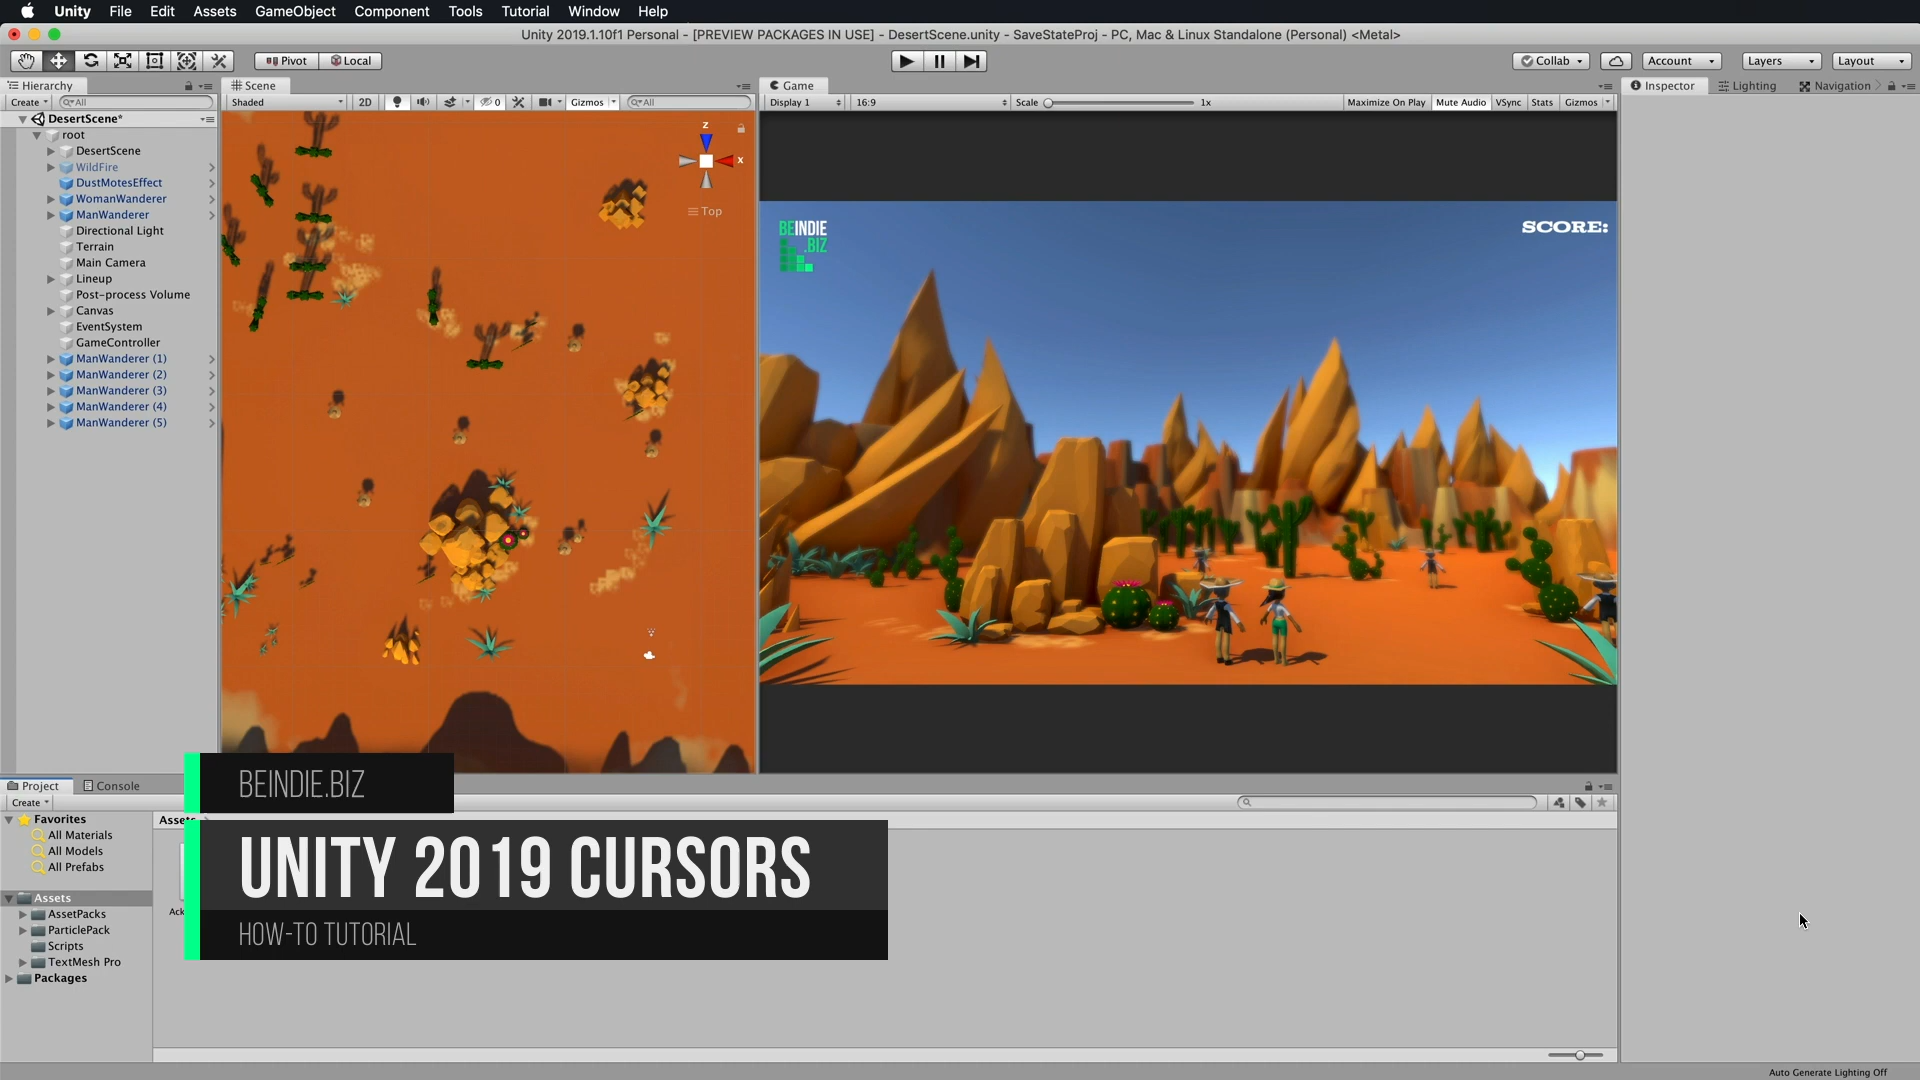 Unity File Edit Assets GameObject Component Tools Tutorial Window Help
Unity 2019.1.10f1 Personal - [PREVIEW PACKAGES IN USE] - DesertScene.unity - SaveStateProj - PC, Mac & Linux Standalone (Personal) <Metal>
Pivot Local Collab Account Layers Layout
Hierarchy Scene Game Inspector Lighting Navigation
Create All Shaded 2D 0 Gizmos All Display 1 16:9 Scale 1x Maximize On Play Mute Audio VSync Stats Gizmos
DesertScene*
root
DesertScene
WildFire
DustMotesEffect
WomanWanderer
ManWanderer
Directional Light
Terrain
Main Camera
Lineup
Post-process Volume
Canvas
EventSystem
GameController
ManWanderer (1)
ManWanderer (2)
ManWanderer (3)
ManWanderer (4)
ManWanderer (5)
z
x
Top
BEINDIE
.BIZ
SCORE:
Project Console
Create
Favorites
All Materials
All Models
All Prefabs
Assets
AssetPacks
ParticlePack
Scripts
TextMesh Pro
Packages
Assets
Ack
BEINDIE.BIZ
UNITY 2019 CURSORS
HOW-TO TUTORIAL
Auto Generate Lighting Off